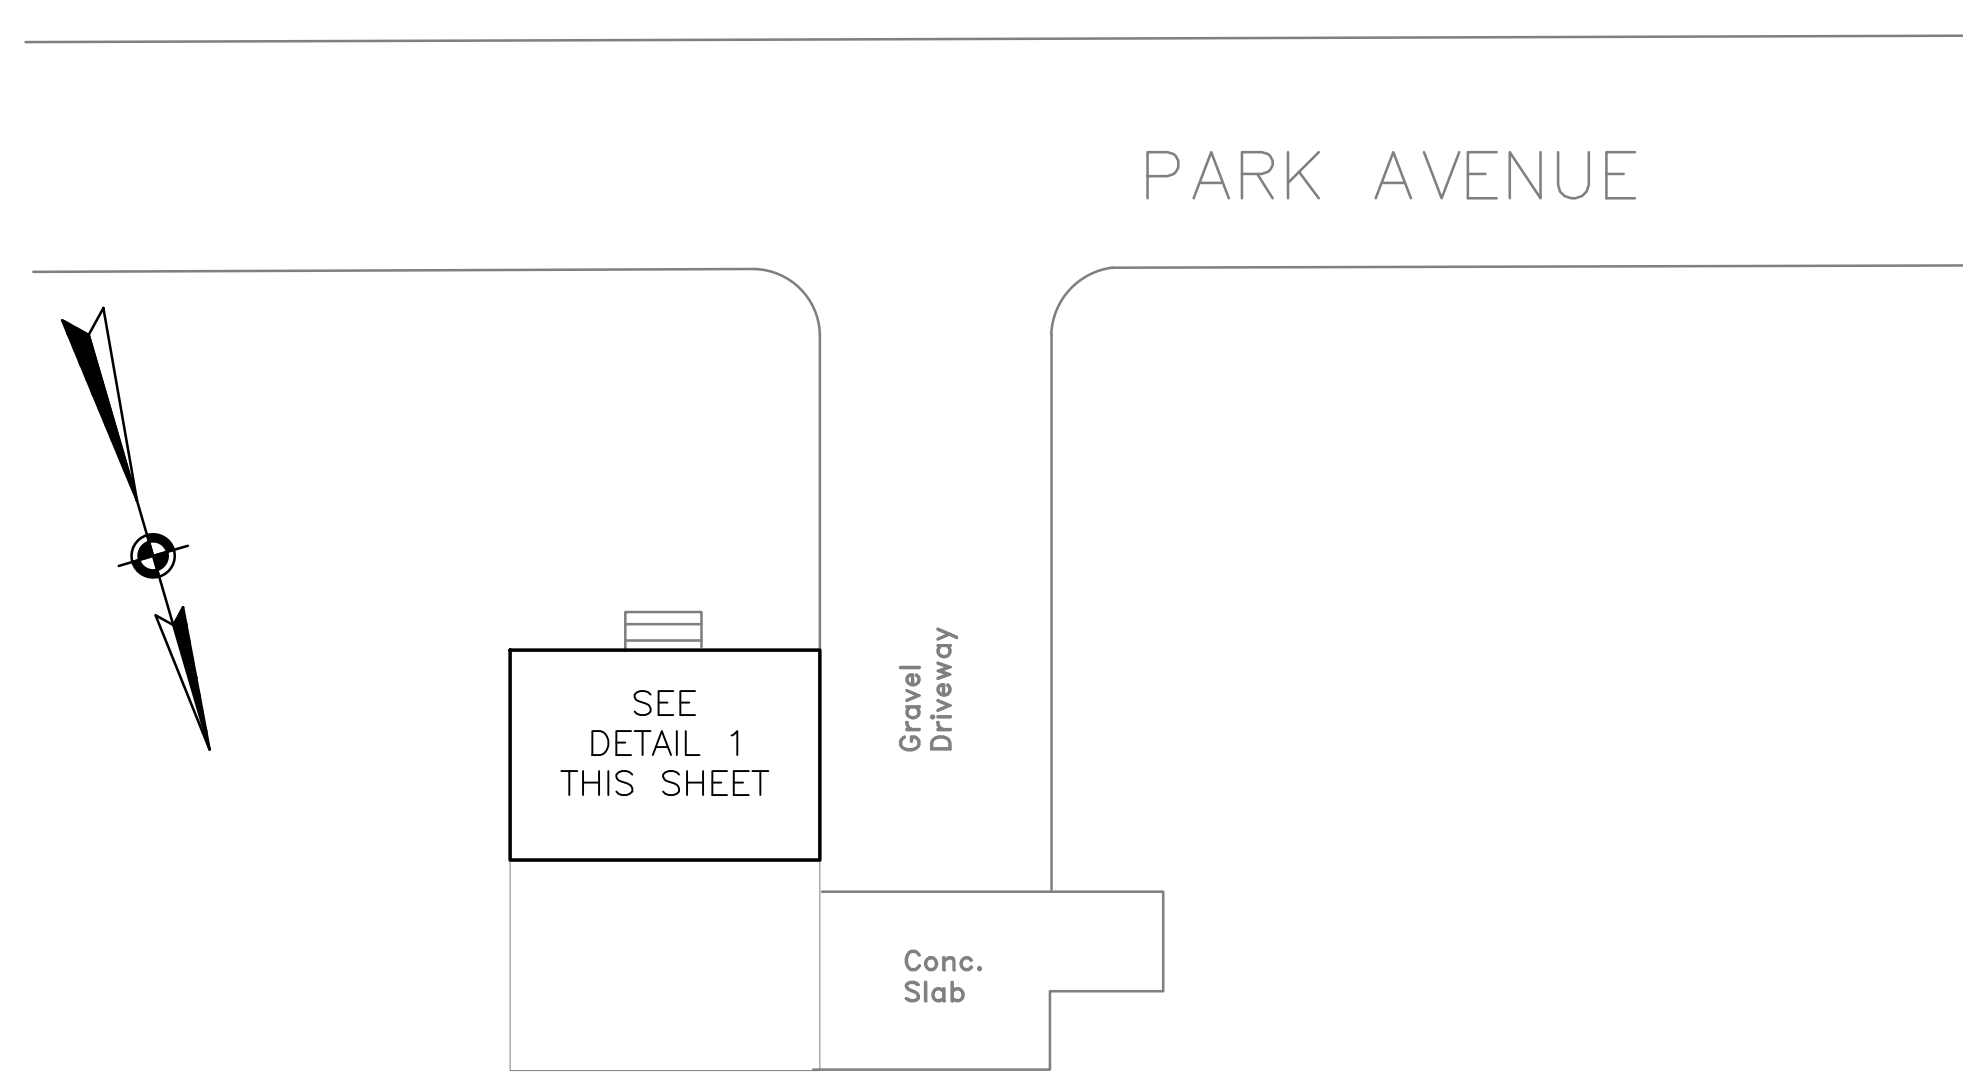 PARK AVENUE
SEE
DETAIL 1
THIS SHEET
Gravel
Driveway
Conc.
Slab